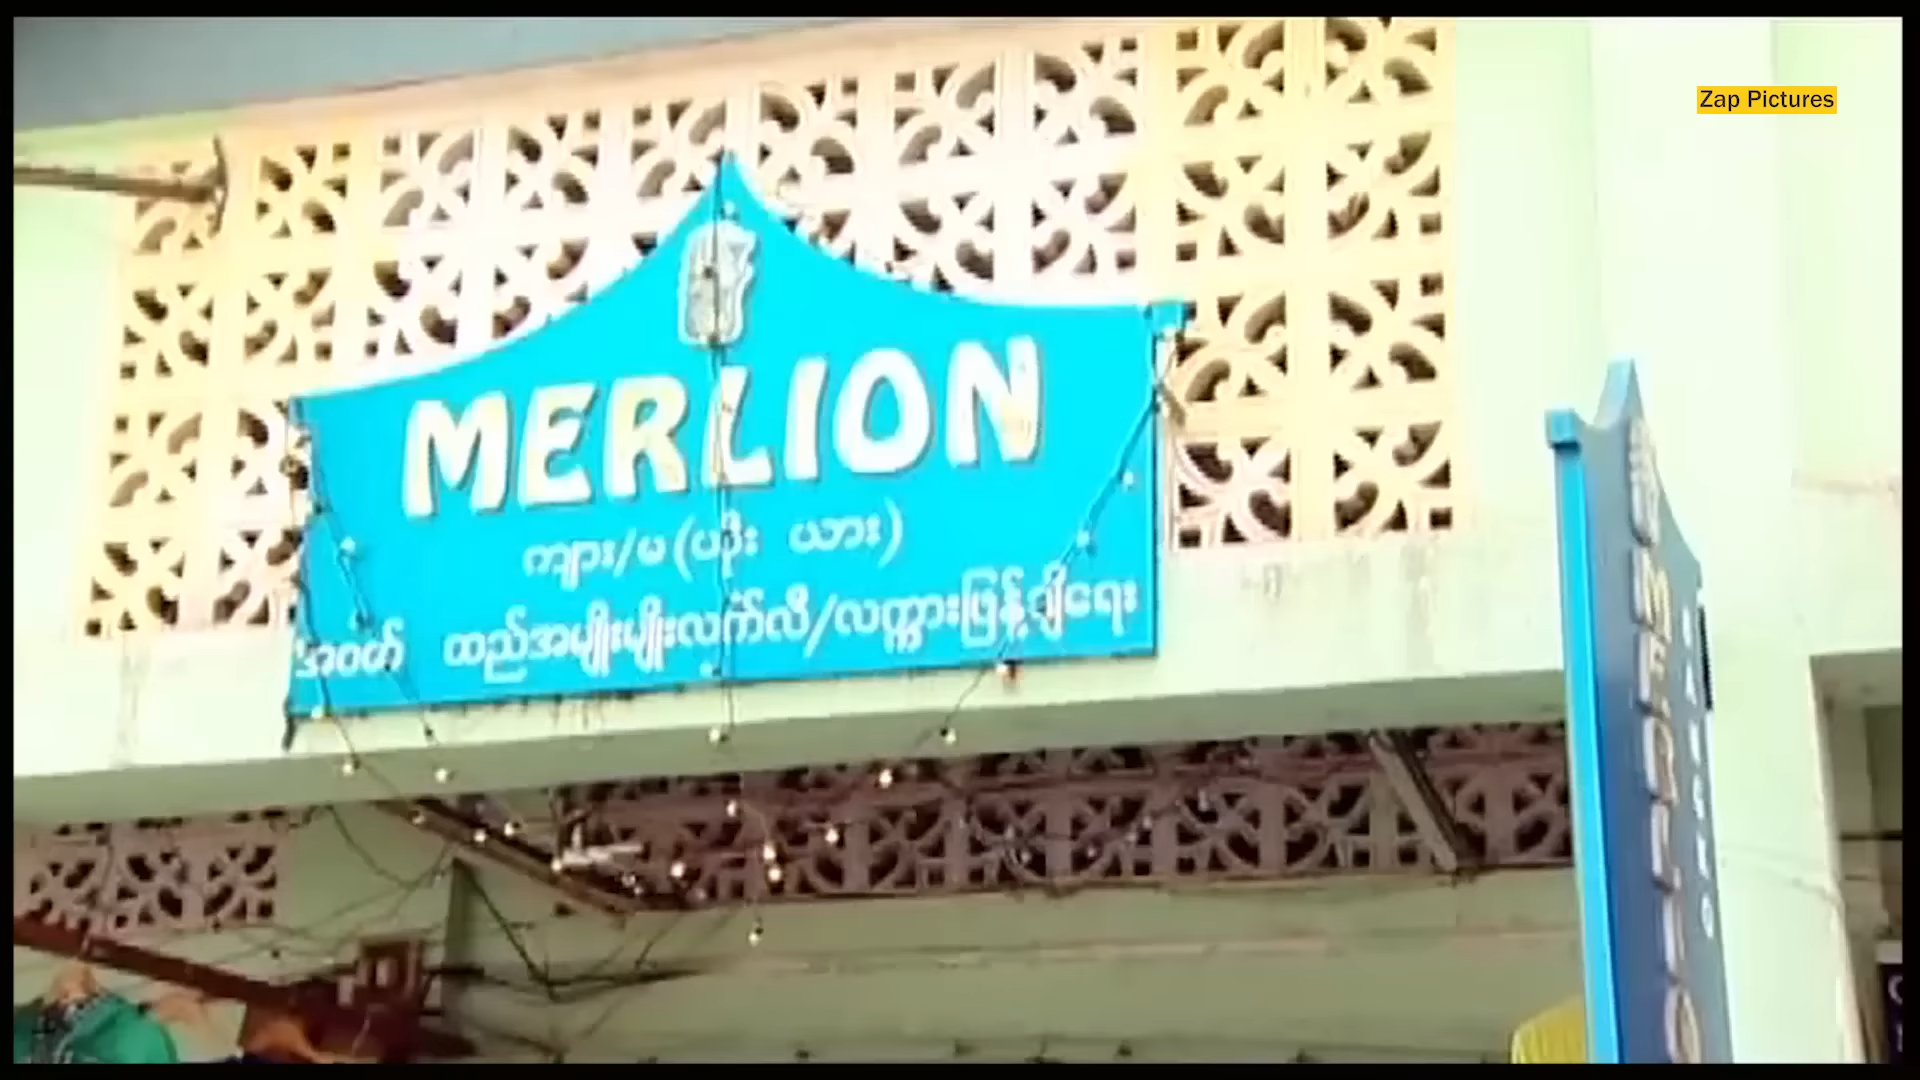 Zap Pictures
MERLION
ကျား/မ (ပိုး ယား)
အဝတ် ထည်အမျိုးမျိုးလက်လီ/လက္ကားဖြန့်ချိရေး
MERLIO